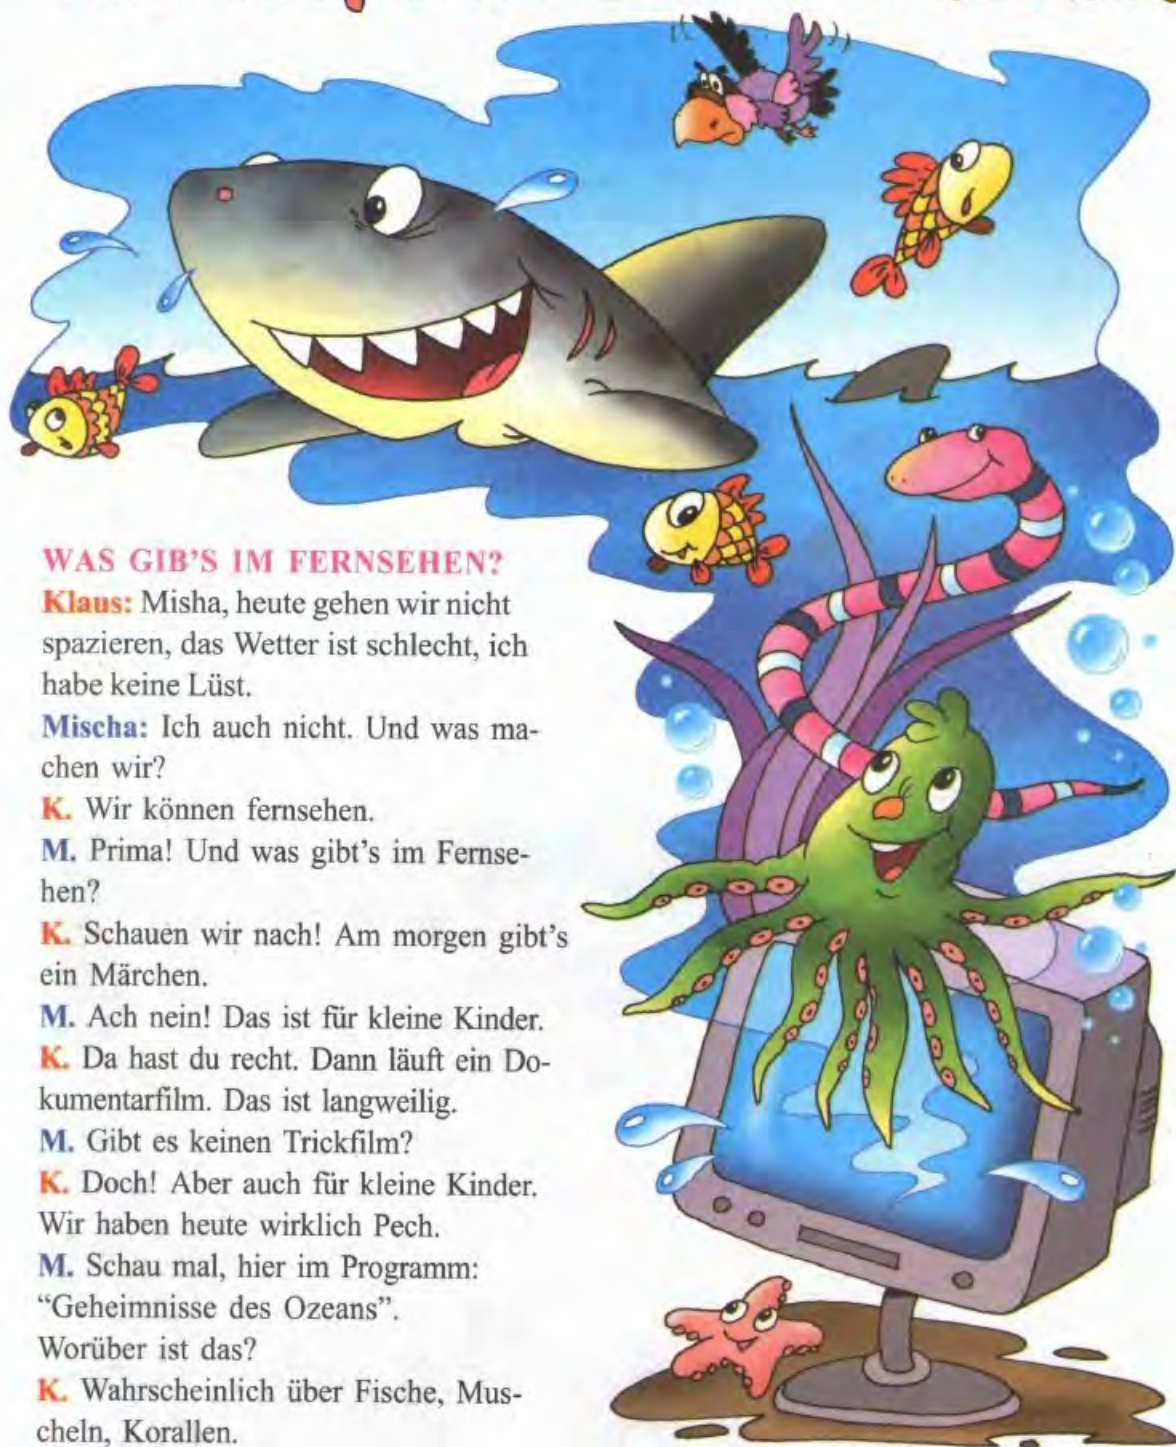 WAS GIB'S IM FERNSEHEN?
Klaus: Misha, heute gehen wir nicht
spazieren, das Wetter ist schlecht, ich
habe keine Lüst.
Mischa: Ich auch nicht. Und was ma-
chen wir?
K. Wir können fernsehen.
M. Prima! Und was gibt's im Fernse-
hen?
K. Schauen wir nach! Am morgen gibt's
ein Märchen.
M. Ach nein! Das ist für kleine Kinder.
K. Da hast du recht. Dann läuft ein Do-
kumentarfilm. Das ist langweilig.
M. Gibt es keinen Trickfilm?
K. Doch! Aber auch für kleine Kinder.
Wir haben heute wirklich Pech.
M. Schau mal, hier im Programm:
“Geheimnisse des Ozeans”.
Worüber ist das?
K. Wahrscheinlich über Fische, Mus-
cheln, Korallen.